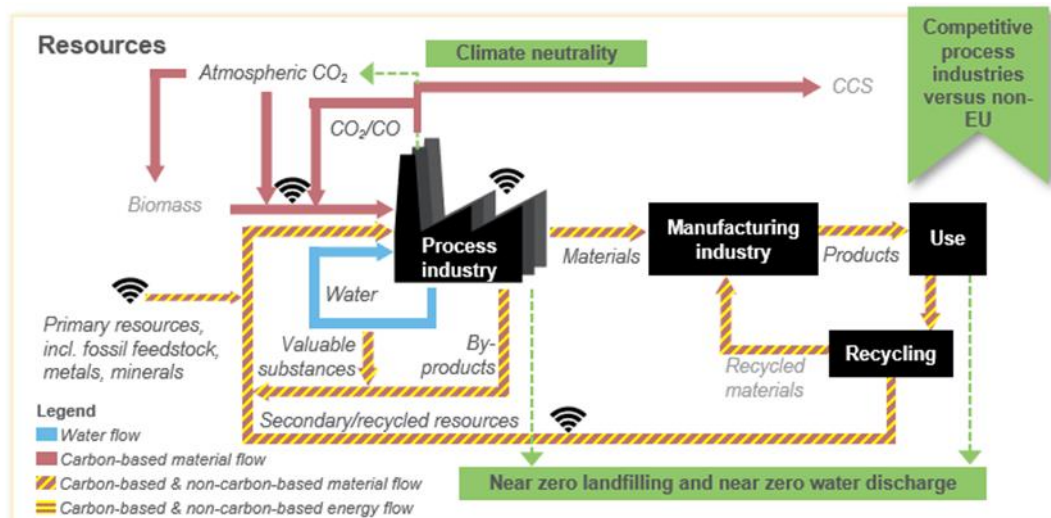 Resources
Competitive
process
industries
versus non-
EU
Climate neutrality
Atmospheric CO₂
CCS
CO₂/CO
Biomass
Process
industry
Manufacturing
industry
Use
Materials
Products
Water
Primary resources,
incl. fossil feedstock,
metals, minerals
Valuable
substances
By-
products
Recycling
Recycled
materials
Secondary/recycled resources
Legend
Water flow
Carbon-based material flow
Carbon-based & non-carbon-based material flow
Carbon-based & non-carbon-based energy flow
Near zero landfilling and near zero water discharge